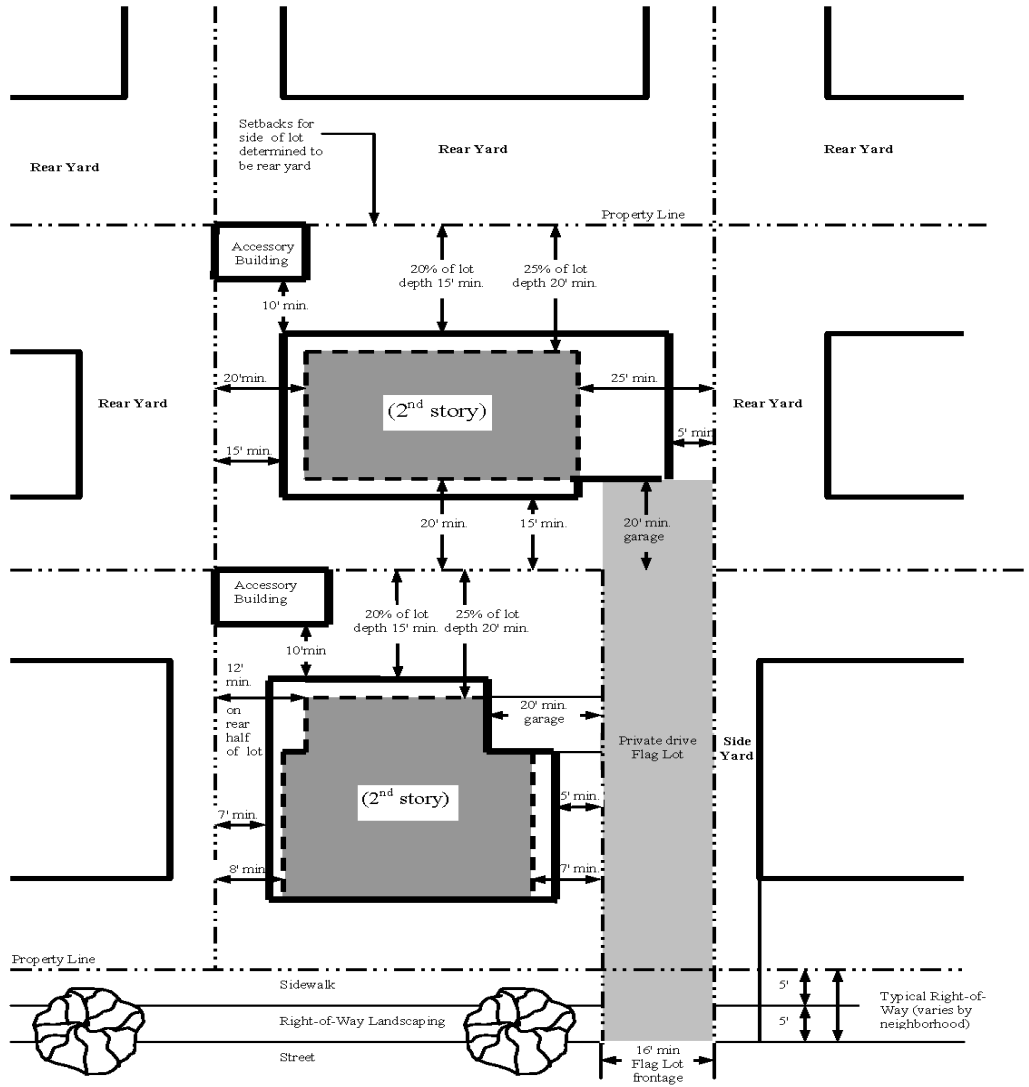 Setbacks for
side of lot
determined to
be rear yard
Rear Yard
Rear Yard
Rear Yard
Property Line
Accessory
Building
20% of lot
depth 15' min.
25% of lot
depth 20' min.
10' min.
20'min.
25' min.
Rear Yard
(2nd story)
Rear Yard
5' min
15' min.
20' min.
15' min.
20' min.
garage
Accessory
Building
20% of lot
depth 15' min.
25% of lot
depth 20' min.
10'min
12'
min.
on
rear
half
of lot
20' min.
garage
Private drive
Flag Lot
Side
Yard
(2nd story)
5' min.
7' min.
8' min
7' min.
Property Line
Sidewalk
5'
Right-of-Way Landscaping
5'
Typical Right-of-
Way (varies by
neighborhood)
Street
16' min
Flag Lot
frontage